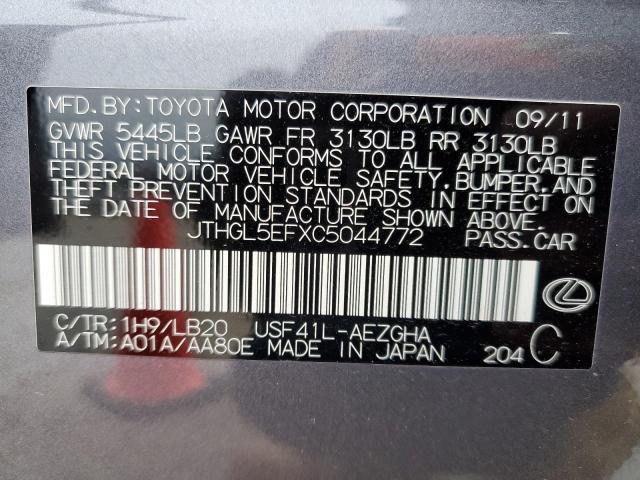 MFD.BY:TOYOTA MOTOR CORPORATION 09/11
GVWR 5445LB GAWR FR 3130LB RR 3130LB
THIS VEHICLE CONFORMS TO ALL APPLICABLE
FEDERAL MOTOR VEHICLE SAFETY,BUMPER,AND
THEFT PREVENTION STANDARDS IN EFFECT ON
THE DATE OF MANUFACTURE SHOWN ABOVE.
JTHGL5EFXC5044772 PASS.CAR
C/TR:1H9/LB20 USF41L-AEZGHA
A/TM:A01A/AA80E MADE IN JAPAN 204 C